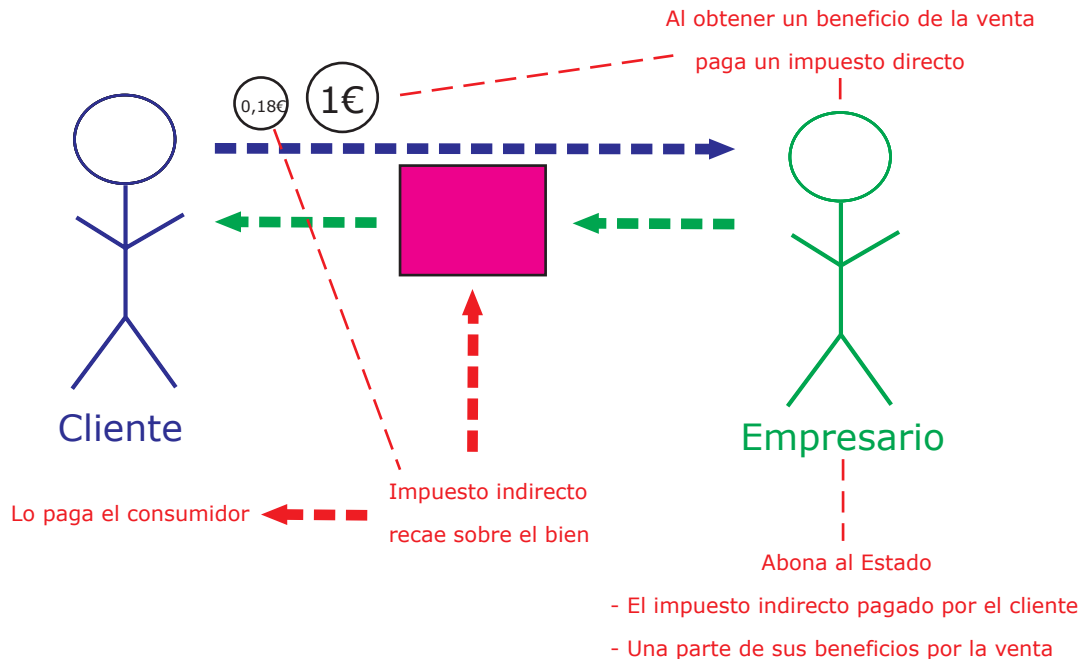 Al obtener un beneficio de la venta
paga un impuesto directo
0,18€
1€
Cliente
Empresario
Impuesto indirecto
recae sobre el bien
Lo paga el consumidor
Abona al Estado
- El impuesto indirecto pagado por el cliente
- Una parte de sus beneficios por la venta